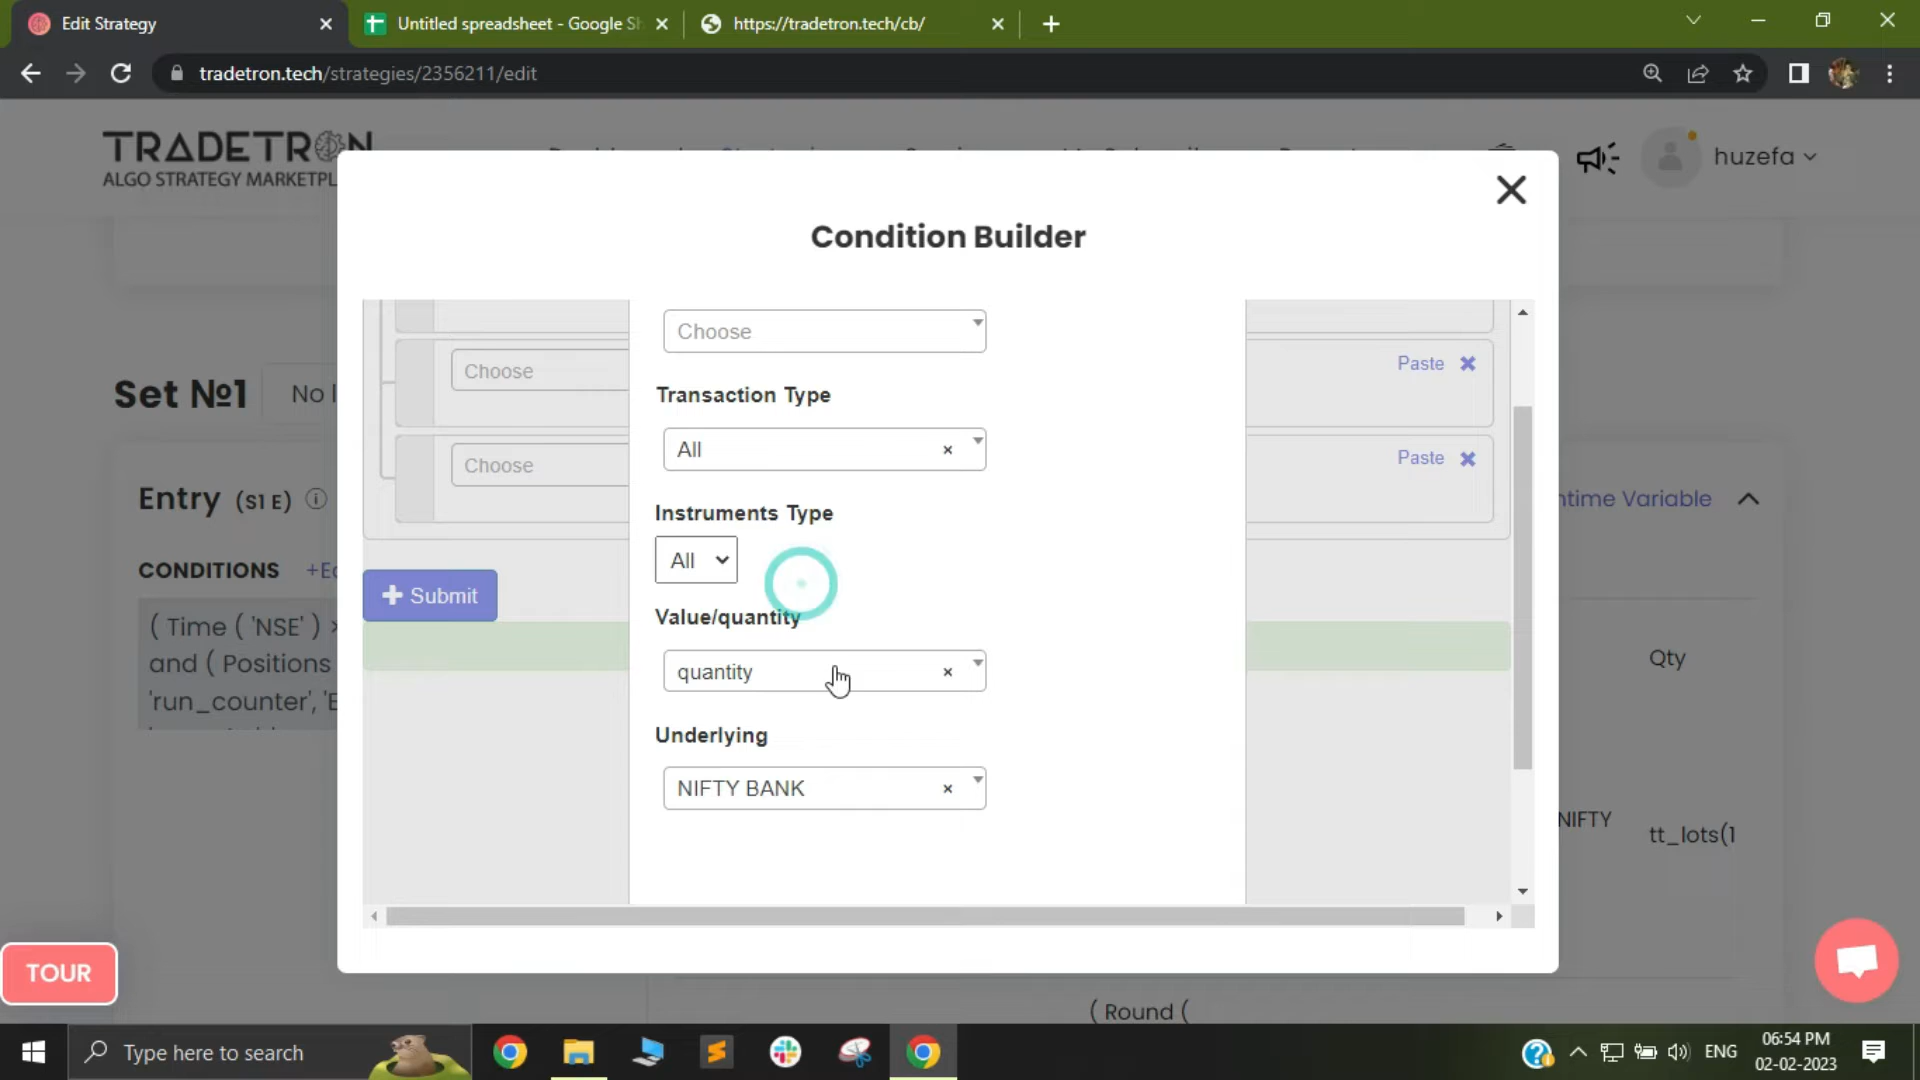 Edit Strategy
Untitled spreadsheet - Google Sh
https://tradetron.tech/cb/
tradetron.tech/strategies/2356211/edit
TRADETRON
ALGO STRATEGY MARKETPL
huzefa
Condition Builder
Choose
Choose
Paste
Transaction Type
All
Choose
Paste
Instruments Type
All
Submit
Value/quantity
quantity
Underlying
NIFTY BANK
Set №1
No l
Entry (S1 E)
ntime Variable
CONDITIONS +Ed
( Time ( 'NSE' ) >
and ( Positions
'run_counter', 'E
Qty
NIFTY
tt_lots(1
TOUR
( Round (
Type here to search
ENG
06:54 PM
02-02-2023